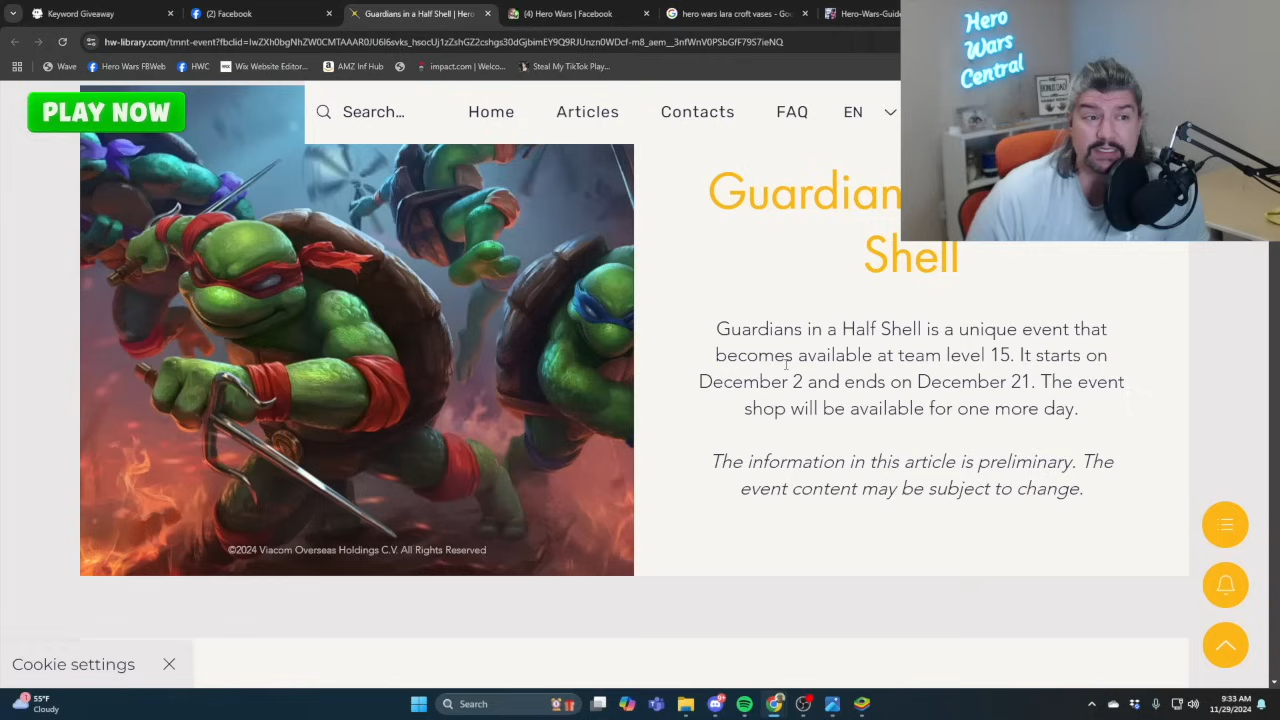 Keyword Giveaway
(2) Facebook
Guardians in a Half Shell | Hero
(4) Hero Wars | Facebook
hero wars lara croft vases - Goo
Hero-Wars-Guide
hw-library.com/tmnt-event?fbclid=IwZXh0bgNhZW0CMTAAAR0JU6I6svks_hsocUj1zZshGZ2cshgs30dGjbimEY9Q9RJUnzn0WDcf-m8_aem__3nfWnV0PSbGfF79S7ieNQ
Wave
Hero Wars FBWeb
HWC
Wix Website Editor...
AMZ Inf Hub
impact.com | Welco...
Steal My TikTok Play...
Hero
Wars
Central
PLAY NOW
Search...
Home
Articles
Contacts
FAQ
EN
Guardian
Shell
Guardians in a Half Shell is a unique event that
becomes available at team level 15. It starts on
December 2 and ends on December 21. The event
shop will be available for one more day.
The information in this article is preliminary. The
event content may be subject to change.
©2024 Viacom Overseas Holdings C.V. All Rights Reserved
Cookie settings
55°F
Cloudy
Search
9:33 AM
11/29/2024